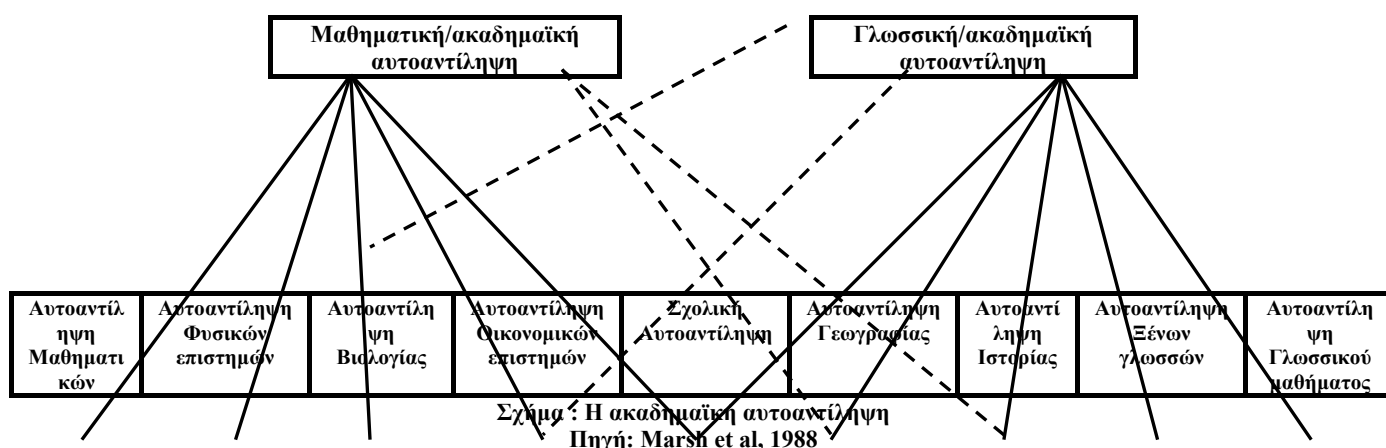 Μαθηματική/ακαδημαϊκή
αυτοαντίληψη
Γλωσσική/ακαδημαϊκή
αυτοαντίληψη
Αυτοαντίλ
ηψη
Μαθηματι
κών
Αυτοαντίληψη
Φυσικών
επιστημών
Αυτοαντίλη
ψη
Βιολογίας
Αυτοαντίληψη
Οικονομικών
επιστημών
Σχολική
Αυτοαντίληψη
Αυτοαντίληψη
Γεωγραφίας
Αυτοαντί
ληψη
Ιστορίας
Αυτοαντίληψη
Ξένων
γλωσσών
Αυτοαντίλη
ψη
Γλωσσικού
μαθήματος
Σχήμα : Η ακαδημαϊκή αυτοαντίληψη
Πηγή: Marsh et al, 1988